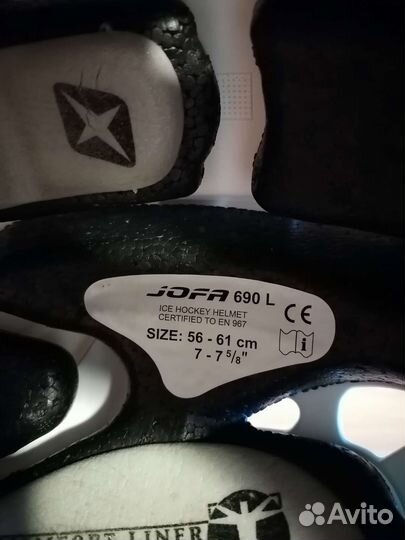 JOFA 690 L
ICE HOCKEY HELMET
CERTIFIED TO EN 967
CE
SIZE: 56 - 61 cm
7 - 7 5/8"
i
LINER
Avito